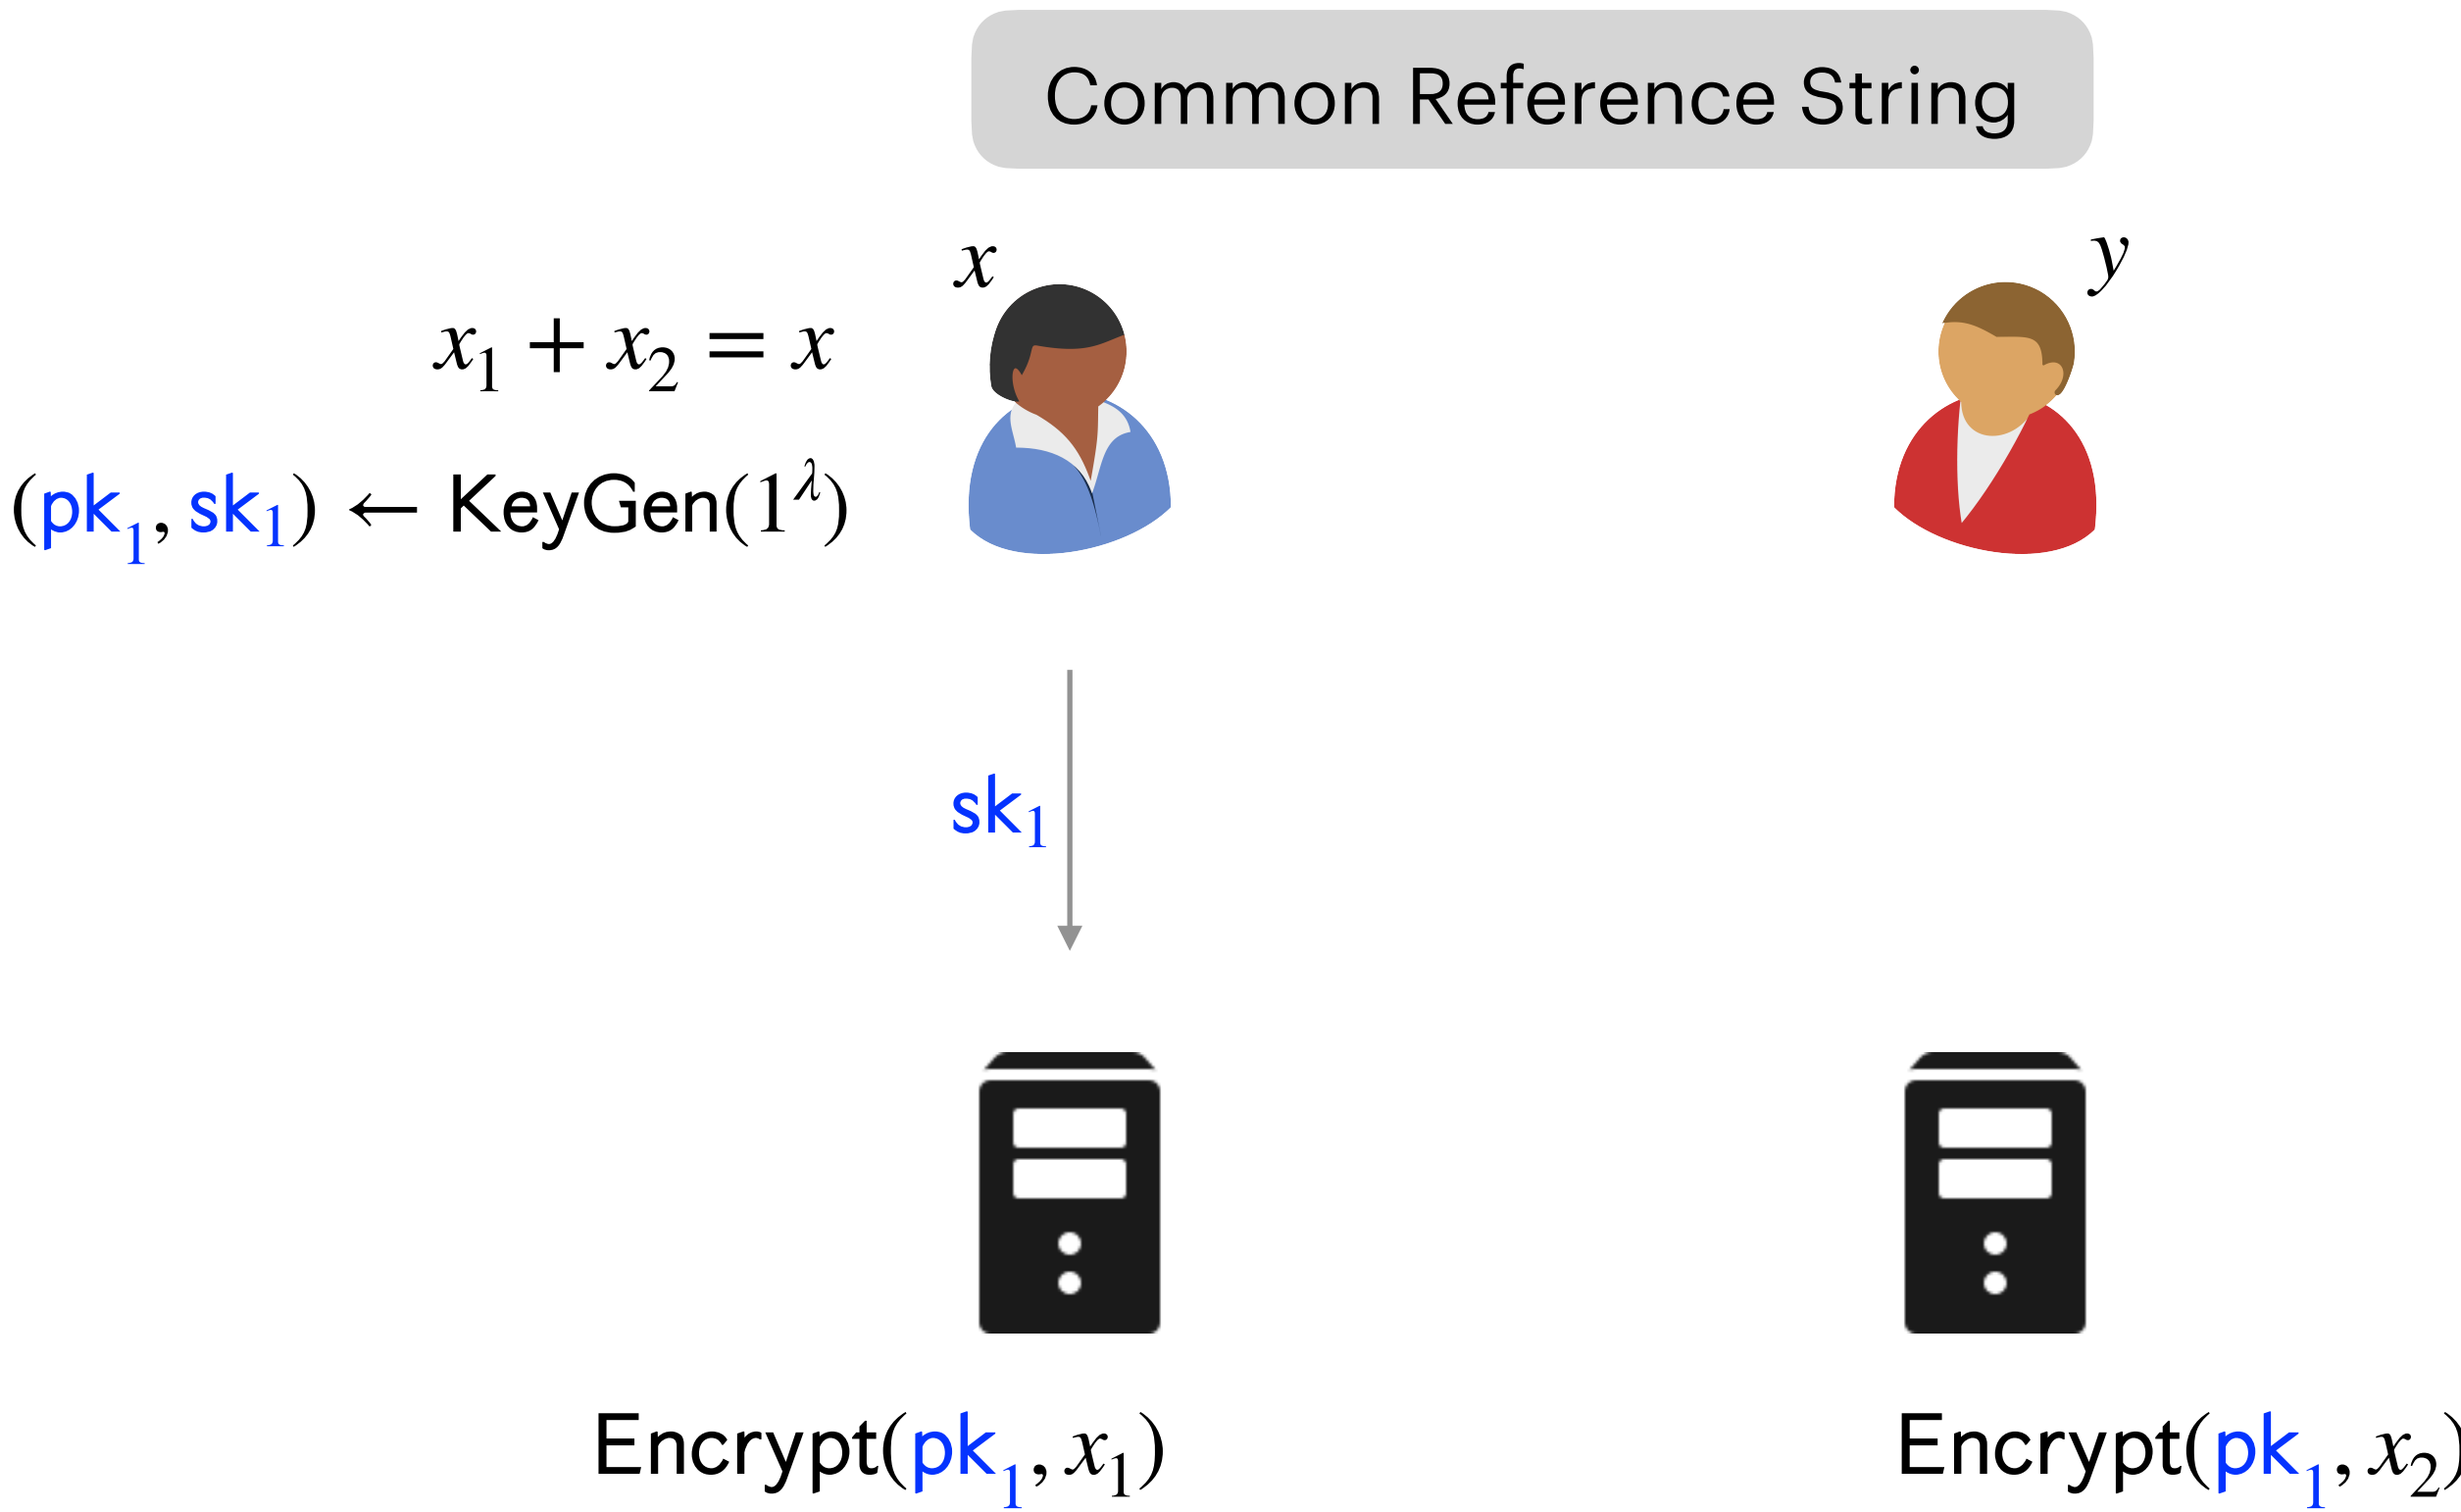 Common Reference String
x
y
x₁ + x₂ = x
(pk₁, sk₁) ← KeyGen(1^λ)
sk₁
Encrypt(pk₁, x₁)
Encrypt(pk₁, x₂)